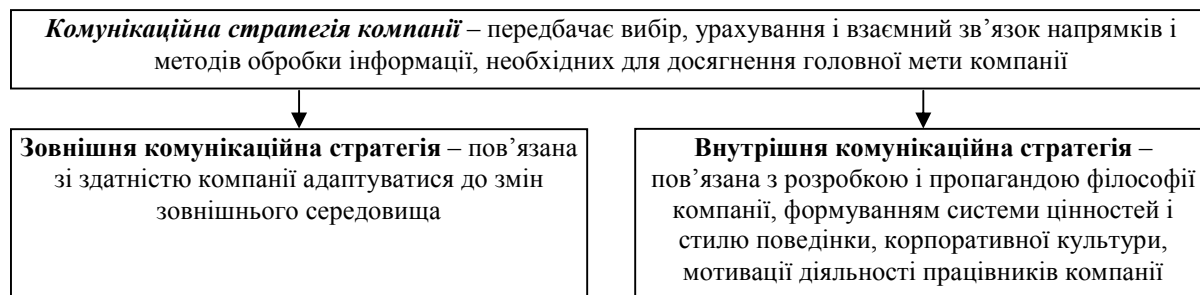 Комунікаційна стратегія компанії – передбачає вибір, урахування і взаємний зв’язок напрямків і
методів обробки інформації, необхідних для досягнення головної мети компанії
Зовнішня комунікаційна стратегія – пов’язана
зі здатністю компанії адаптуватися до змін
зовнішнього середовища
Внутрішня комунікаційна стратегія –
пов’язана з розробкою і пропагандою філософії
компанії, формуванням системи цінностей і
стилю поведінки, корпоративної культури,
мотивації діяльності працівників компанії